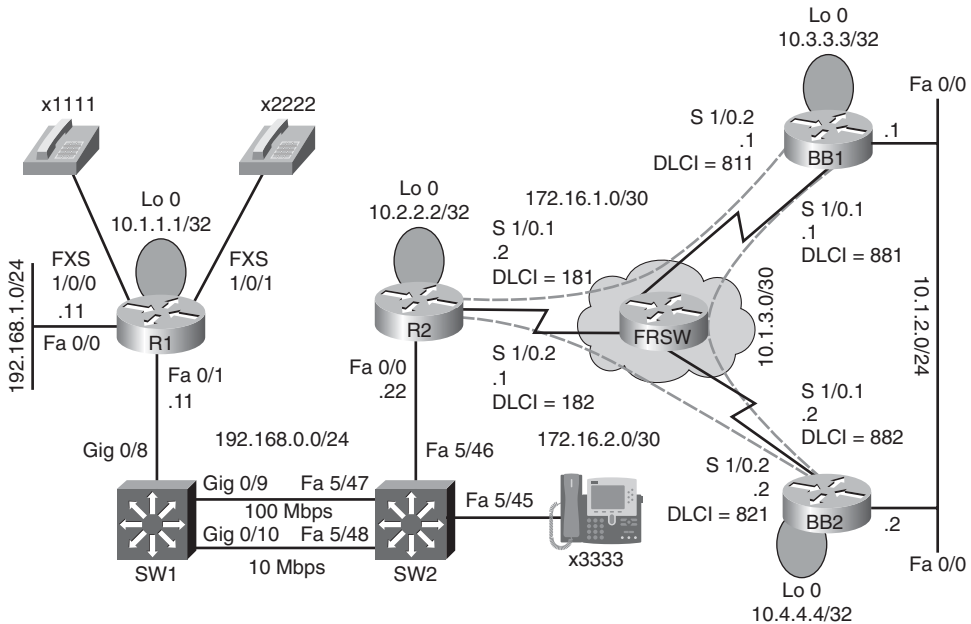 Lo 0
10.3.3.3/32
Fa 0/0
x1111
x2222
S 1/0.2
.1
DLCI = 811
.1
BB1
Lo 0
10.1.1.1/32
Lo 0
10.2.2.2/32
172.16.1.0/30
S 1/0.1
.2
DLCI = 181
S 1/0.1
.1
DLCI = 881
FXS
1/0/0
FXS
1/0/1
192.168.1.0/24
.11
Fa 0/0
R1
R2
FRSW
10.1.3.0/30
10.1.2.0/24
Fa 0/1
.11
Fa 0/0
.22
S 1/0.2
.1
DLCI = 182
S 1/0.1
.2
DLCI = 882
192.168.0.0/24
172.16.2.0/30
Gig 0/8
Fa 5/46
S 1/0.2
.2
DLCI = 821
Gig 0/9
Fa 5/47
100 Mbps
Fa 5/45
Gig 0/10
Fa 5/48
10 Mbps
SW1
SW2
x3333
BB2
.2
Fa 0/0
Lo 0
10.4.4.4/32